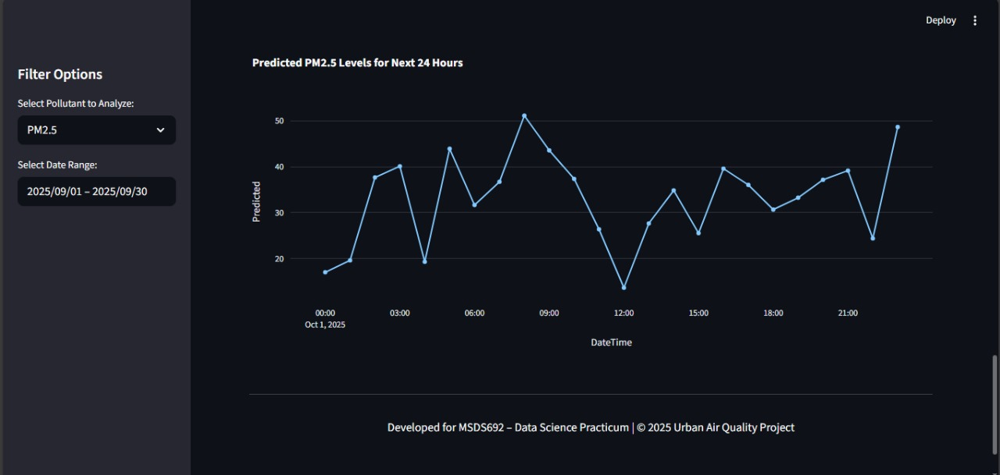 Deploy
Filter Options
Select Pollutant to Analyze:
PM2.5
Select Date Range:
2025/09/01 – 2025/09/30
Predicted PM2.5 Levels for Next 24 Hours
Predicted
50
40
30
20
00:00 03:00 06:00 09:00 12:00 15:00 18:00 21:00
Oct 1, 2025
DateTime
Developed for MSDS692 – Data Science Practicum | © 2025 Urban Air Quality Project